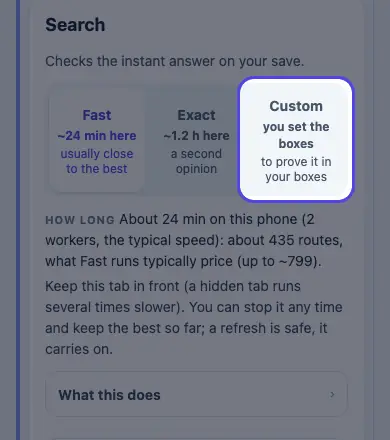 Search
Checks the instant answer on your save.
Fast
~24 min here
usually close
to the best
Exact
~1.2 h here
a second
opinion
Custom
you set the
boxes
to prove it in
your boxes
HOW LONG About 24 min on this phone (2
workers, the typical speed): about 435 routes,
what Fast runs typically price (up to ~799).
Keep this tab in front (a hidden tab runs
several times slower). You can stop it any time
and keep the best so far; a refresh is safe, it
carries on.
What this does ›